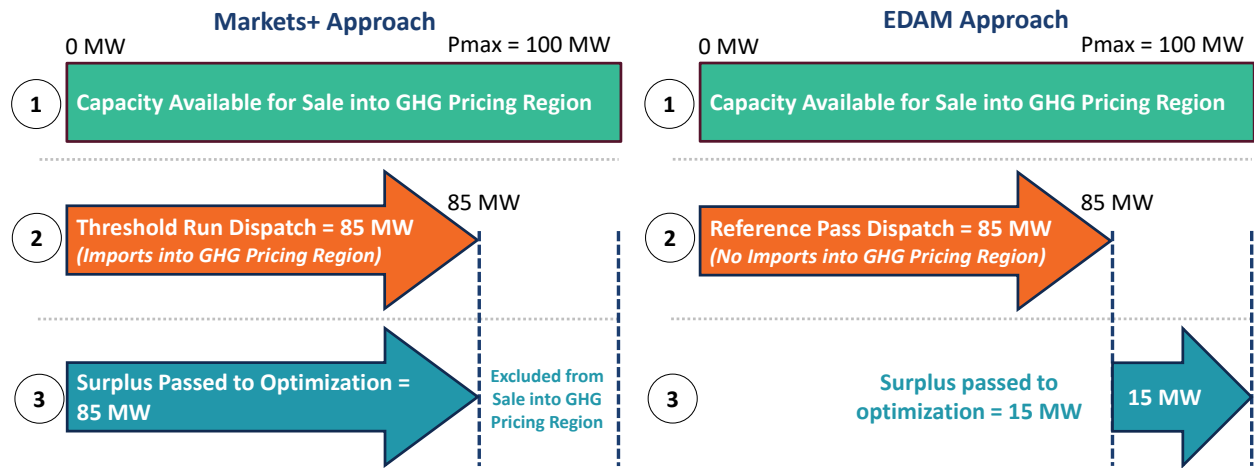 Markets+ Approach
0 MW
Pmax = 100 MW
1
Capacity Available for Sale into GHG Pricing Region
2
Threshold Run Dispatch = 85 MW
(Imports into GHG Pricing Region)
85 MW
3
Surplus Passed to Optimization =
85 MW
Excluded from
Sale into GHG
Pricing Region
EDAM Approach
0 MW
Pmax = 100 MW
1
Capacity Available for Sale into GHG Pricing Region
2
Reference Pass Dispatch = 85 MW
(No Imports into GHG Pricing Region)
85 MW
3
Surplus passed to
optimization = 15 MW
15 MW